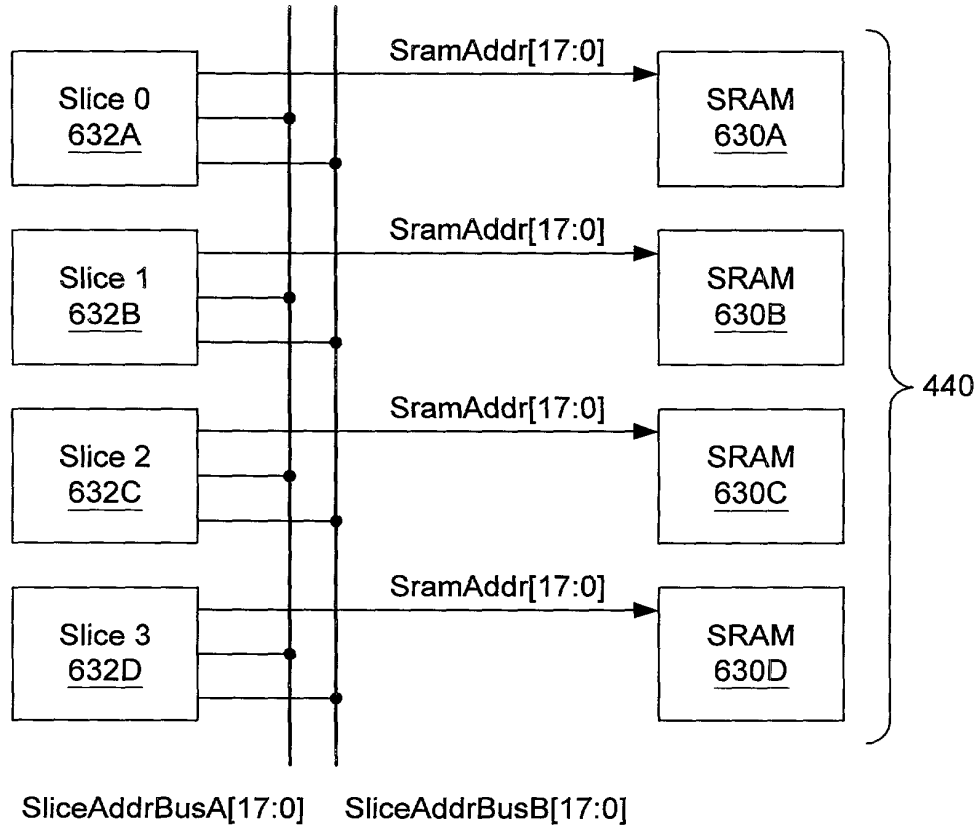 SramAddr[17:0]
Slice 0
632A
SRAM
630A
SramAddr[17:0]
Slice 1
632B
SRAM
630B
440
SramAddr[17:0]
Slice 2
632C
SRAM
630C
SramAddr[17:0]
Slice 3
632D
SRAM
630D
SliceAddrBusA[17:0] SliceAddrBusB[17:0]